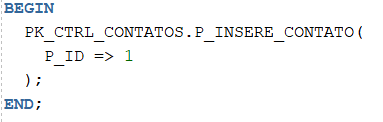 BEGIN
PK_CTRL_CONTATOS.P_INSERE_CONTATO(
P_ID => 1
);
END;